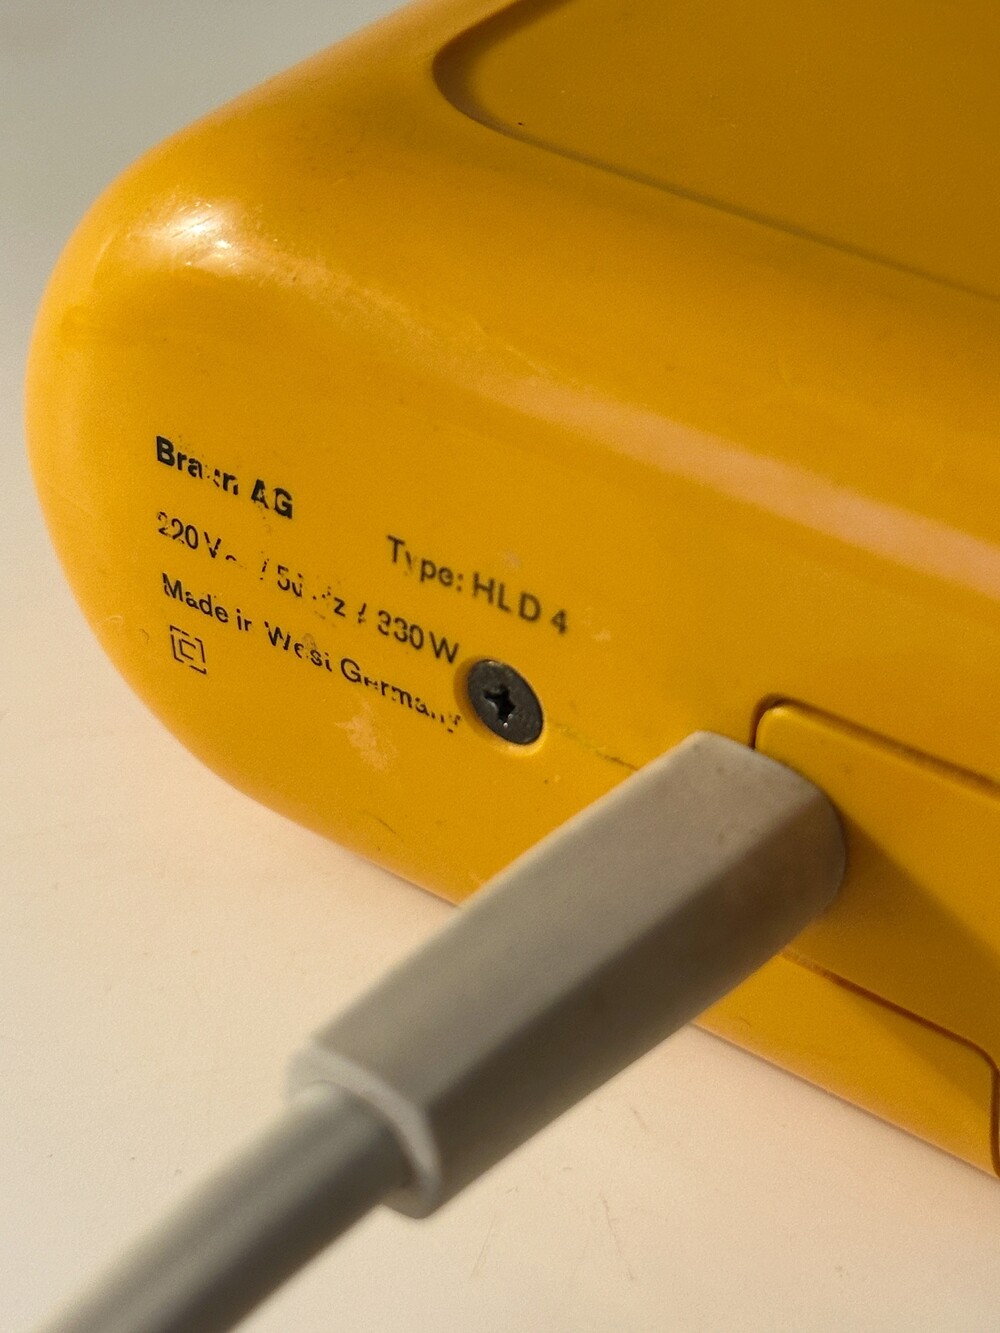 Braun AG
Type: HLD 4
220 V~ / 50 Hz / 330 W
Made in West Germany